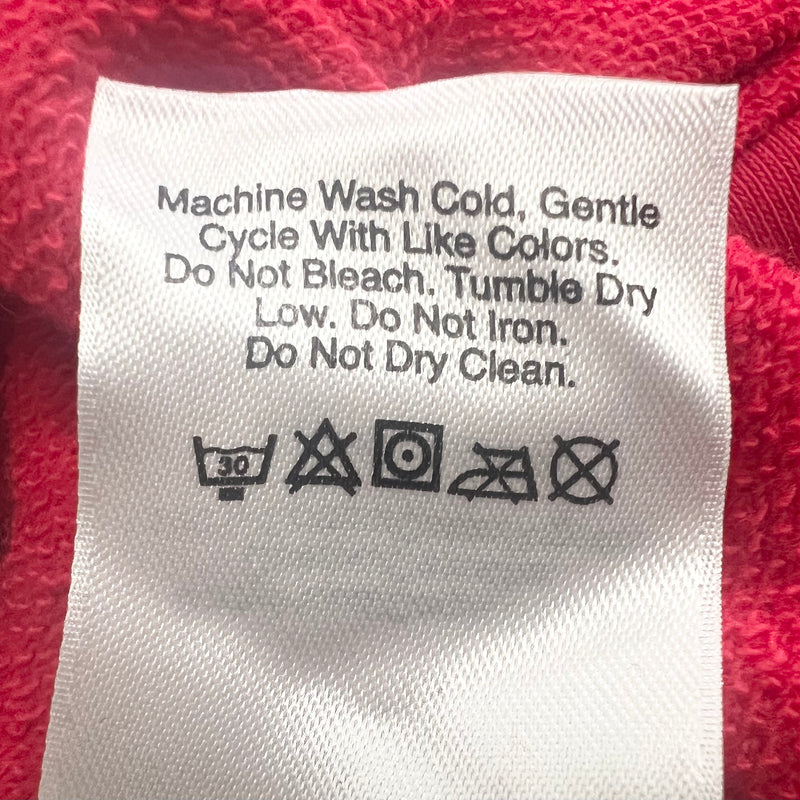 Machine Wash Cold, Gentle
Cycle With Like Colors.
Do Not Bleach. Tumble Dry
Low. Do Not Iron.
Do Not Dry Clean.
30